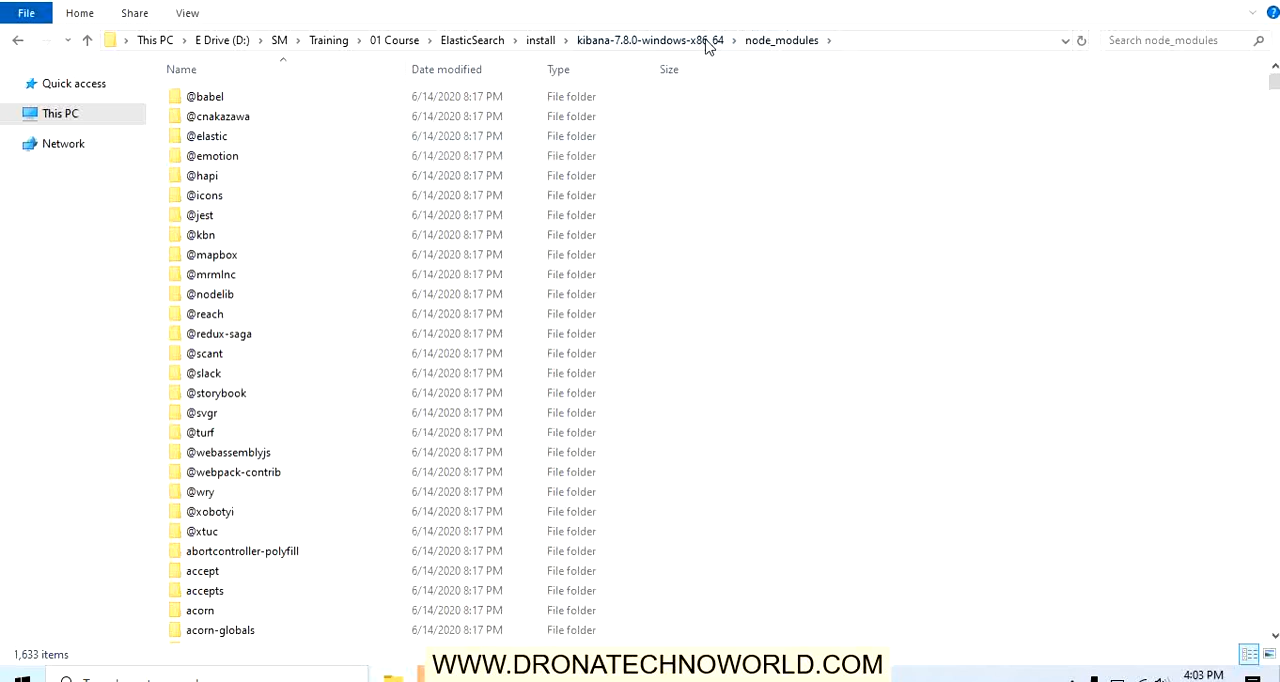 File Home Share View
This PC > E Drive (D:) > SM > Training > 01 Course > ElasticSearch > install > kibana-7.8.0-windows-x86_64 > node_modules > Search node_modules
Name Date modified Type Size
Quick access
This PC
Network
@babel 6/14/2020 8:17 PM File folder
@cnakazawa 6/14/2020 8:17 PM File folder
@elastic 6/14/2020 8:17 PM File folder
@emotion 6/14/2020 8:17 PM File folder
@hapi 6/14/2020 8:17 PM File folder
@icons 6/14/2020 8:17 PM File folder
@jest 6/14/2020 8:17 PM File folder
@kbn 6/14/2020 8:17 PM File folder
@mapbox 6/14/2020 8:17 PM File folder
@mrmlnc 6/14/2020 8:17 PM File folder
@nodelib 6/14/2020 8:17 PM File folder
@reach 6/14/2020 8:17 PM File folder
@redux-saga 6/14/2020 8:17 PM File folder
@scant 6/14/2020 8:17 PM File folder
@slack 6/14/2020 8:17 PM File folder
@storybook 6/14/2020 8:17 PM File folder
@svgr 6/14/2020 8:17 PM File folder
@turf 6/14/2020 8:17 PM File folder
@webassemblyjs 6/14/2020 8:17 PM File folder
@webpack-contrib 6/14/2020 8:17 PM File folder
@wry 6/14/2020 8:17 PM File folder
@xobotyi 6/14/2020 8:17 PM File folder
@xtuc 6/14/2020 8:17 PM File folder
abortcontroller-polyfill 6/14/2020 8:17 PM File folder
accept 6/14/2020 8:17 PM File folder
accepts 6/14/2020 8:17 PM File folder
acorn 6/14/2020 8:17 PM File folder
acorn-globals 6/14/2020 8:17 PM File folder
1,633 items
WWW.DRONATECHNOWORLD.COM
4:03 PM